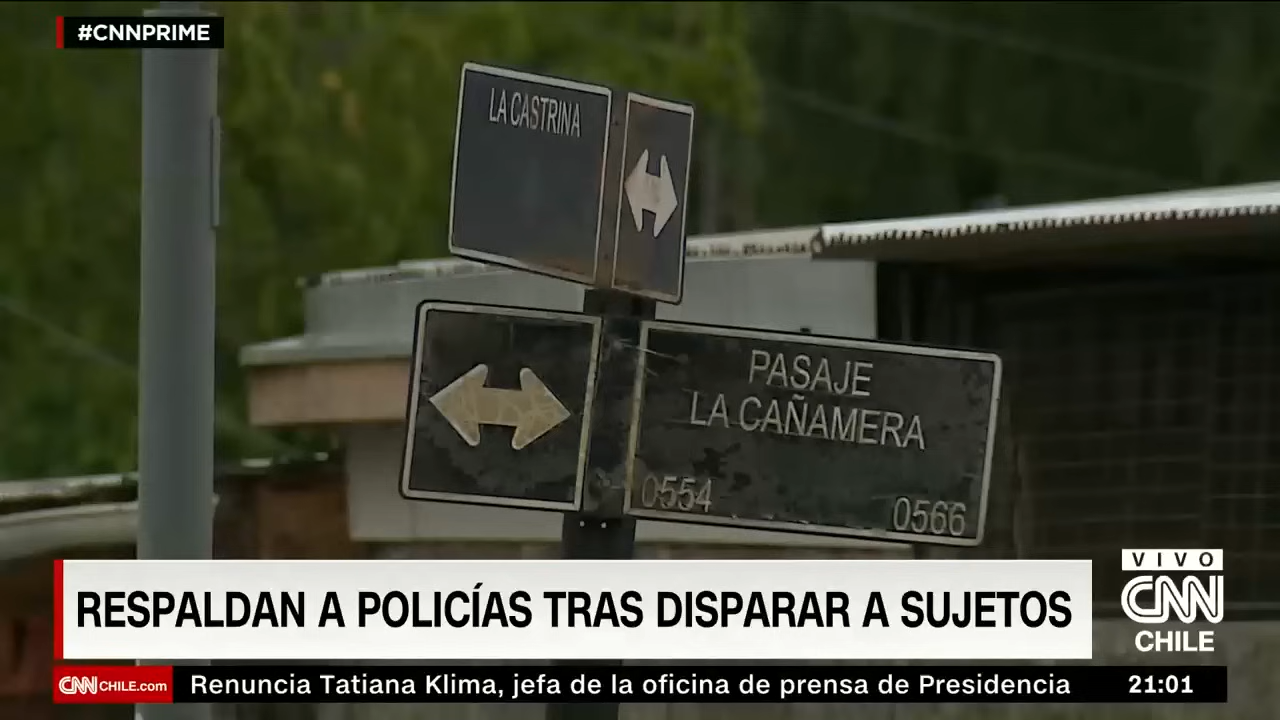 #CNNPRIME
LA CASTRINA
PASAJE
LA CAÑAMERA
0554
0566
RESPALDAN A POLICÍAS TRAS DISPARAR A SUJETOS
VIVO
CNN
CHILE
CNNCHILE.com
Renuncia Tatiana Klima, jefa de la oficina de prensa de Presidencia
21:01